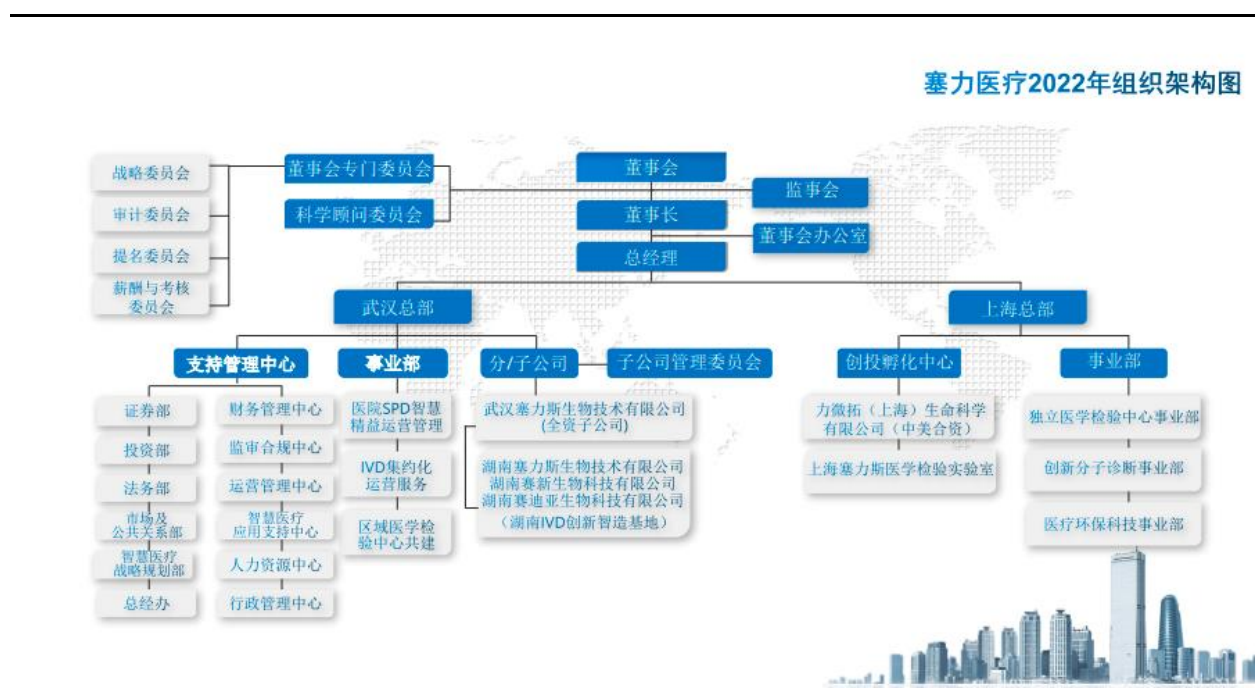 塞力医疗2022年组织架构图
战略委员会
审计委员会
提名委员会
薪酬与考核
委员会
董事会专门委员会
科学顾问委员会
董事会
监事会
董事长
董事会办公室
总经理
武汉总部
上海总部
支持管理中心
事业部
分/子公司
子公司管理委员会
创投孵化中心
事业部
证券部
投资部
法务部
市场及
公共关系部
智慧医疗
战略规划部
总经办
财务管理中心
监审合规中心
运营管理中心
智慧医疗
应用支持中心
人力资源中心
行政管理中心
医院SPD智慧
精益运营管理
IVD集约化
运营服务
区域医学检
验中心共建
武汉塞力斯生物技术有限公司
(全资子公司)
湖南塞力斯生物技术有限公司
湖南赛新生物科技有限公司
湖南赛迪亚生物科技有限公司
（湖南IVD创新智造基地）
力微拓（上海）生命科学
有限公司（中美合资）
上海塞力斯医学检验实验室
独立医学检验中心事业部
创新分子诊断事业部
医疗环保科技事业部